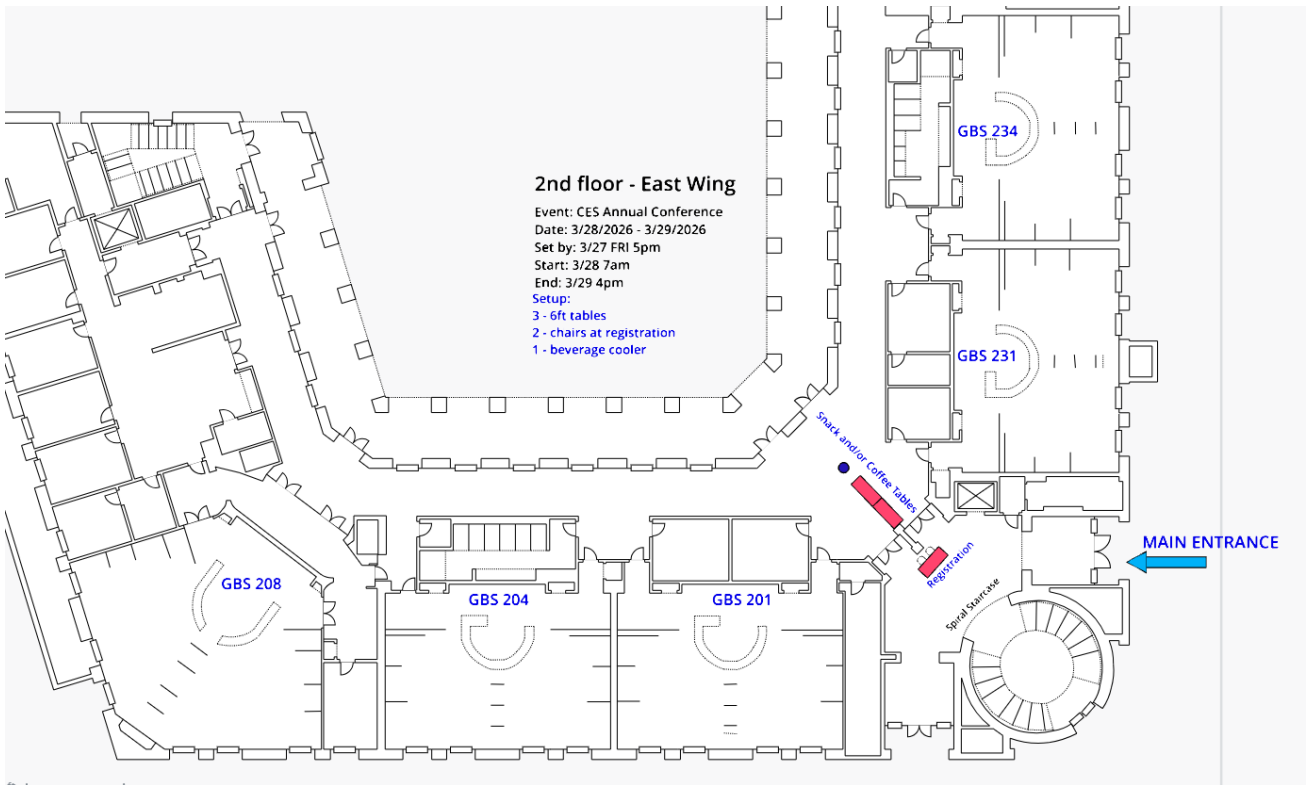 2nd floor - East Wing
Event: CES Annual Conference
Date: 3/28/2026 - 3/29/2026
Set by: 3/27 FRI 5pm
Start: 3/28 7am
End: 3/29 4pm
Setup:
3 - 6ft tables
2 - chairs at registration
1 - beverage cooler
GBS 234
GBS 231
Snack and/or Coffee Tables
MAIN ENTRANCE
Registration
Spiral Staircase
GBS 208
GBS 204
GBS 201